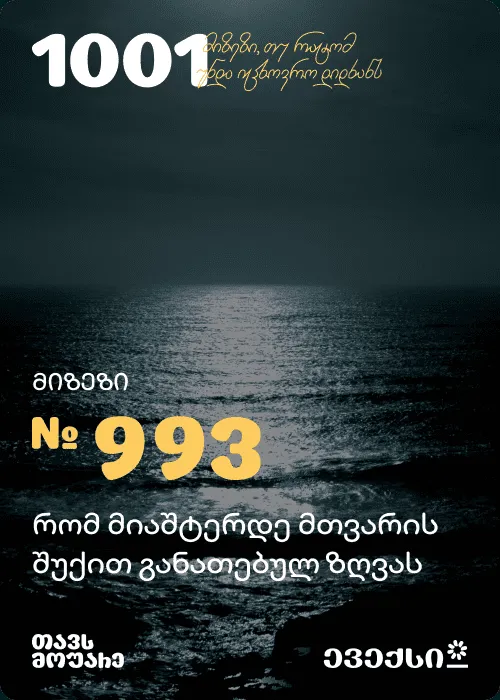 1001 მიზეზი, თუ რატომ
უნდა იცხოვრო დიდხანს
მიზეზი
№ 993
რომ მიაშტერდე მთვარის
შუქით განათებულ ზღვას
თავს
მოუარე
ევექსი